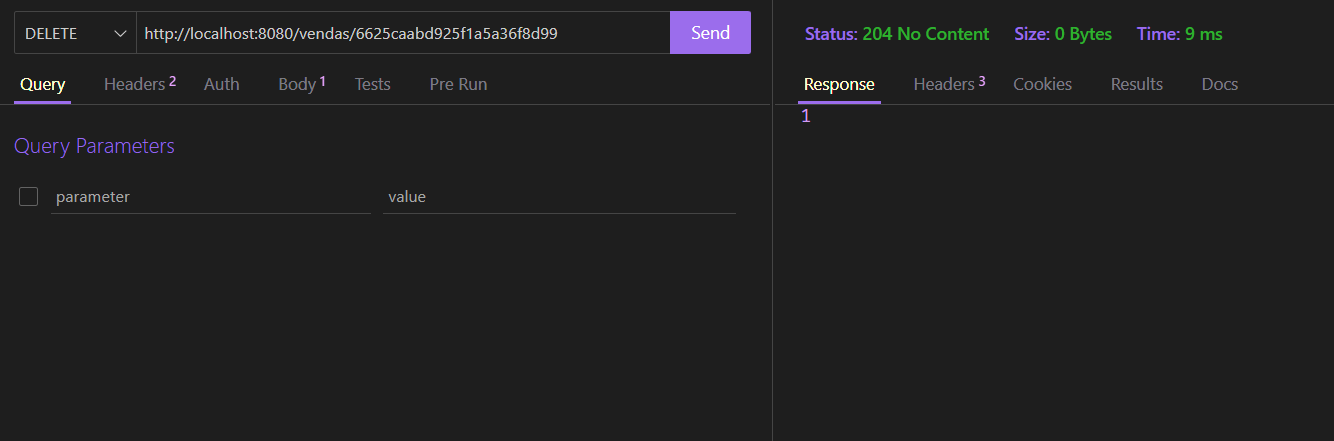 DELETE http://localhost:8080/vendas/6625caabd925f1a5a36f8d99 Send
Status: 204 No Content Size: 0 Bytes Time: 9 ms
Query Headers 2 Auth Body 1 Tests Pre Run
Response Headers 3 Cookies Results Docs
1
Query Parameters
parameter value